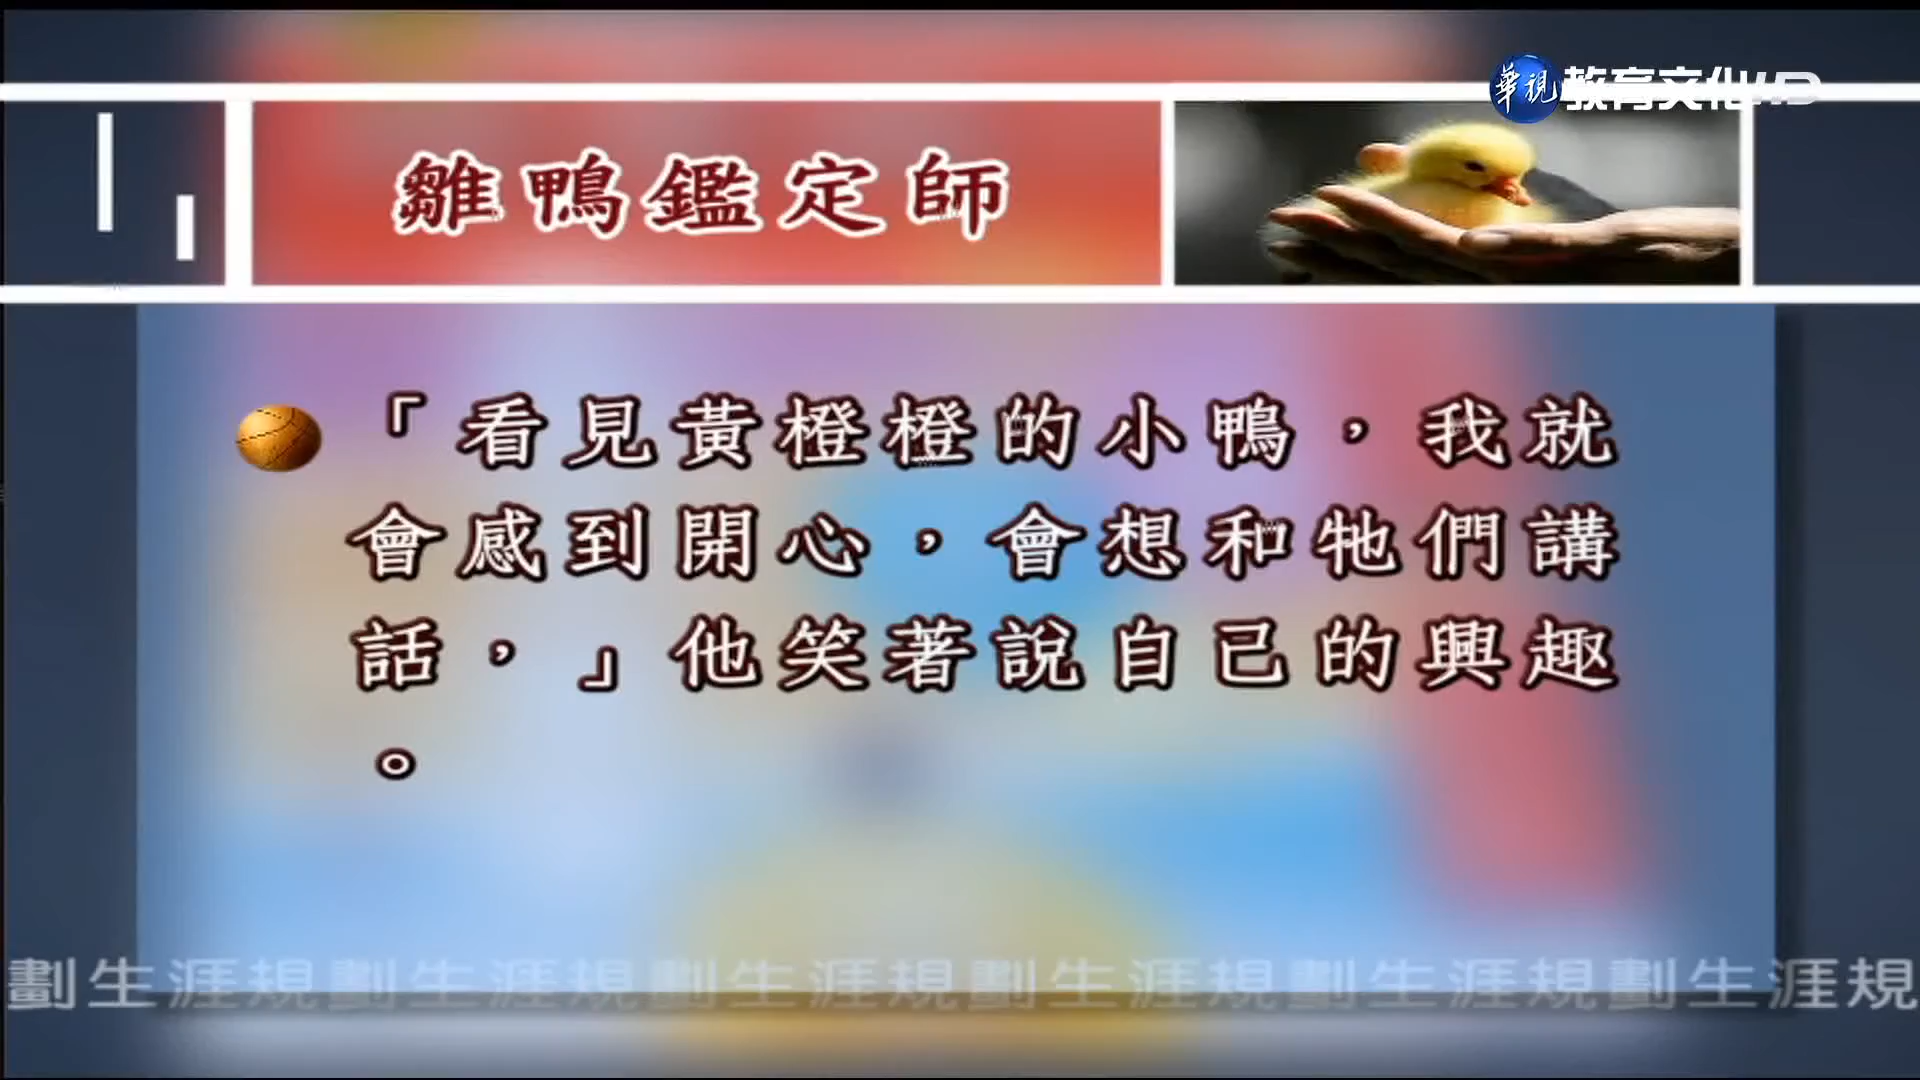 華視 教育文化HD
雛鴨鑑定師
「看見黃橙橙的小鴨，我就
會感到開心，會想和牠們講
話，」他笑著說自己的興趣
。
劃生涯規劃生涯規劃生涯規劃生涯規劃生涯規劃生涯規